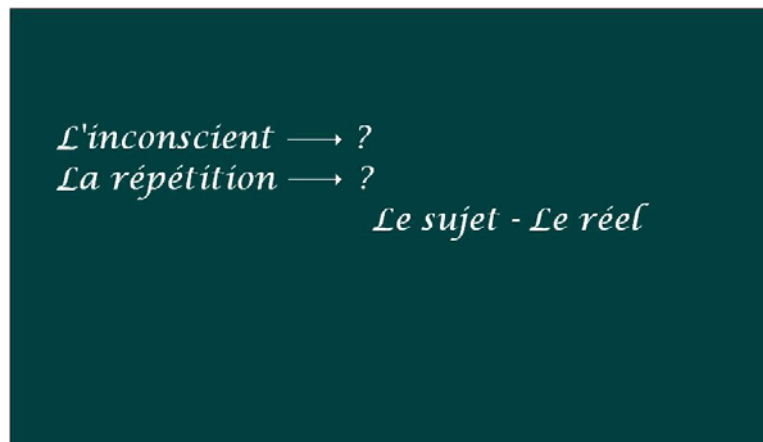 L'inconscient ⟶ ?
La répétition ⟶ ?
Le sujet - Le réel